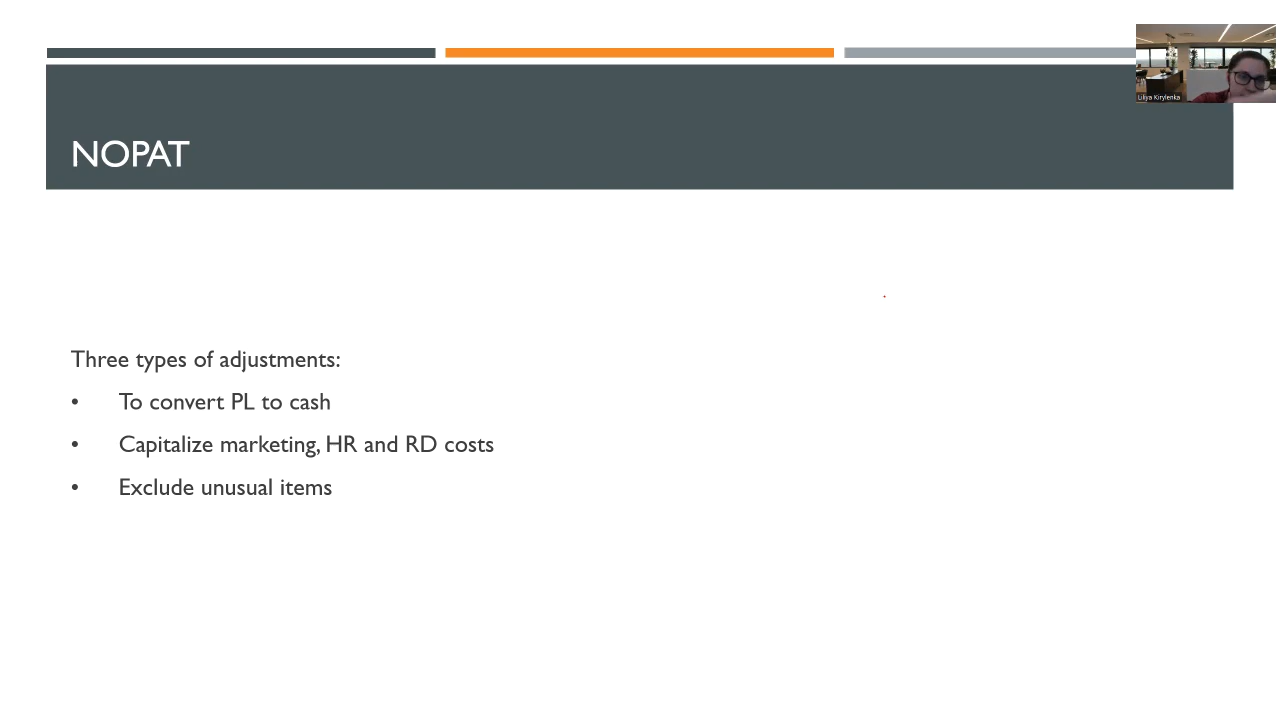 NOPAT
Liliya Kirylenka
Three types of adjustments:
• To convert PL to cash
• Capitalize marketing, HR and RD costs
• Exclude unusual items